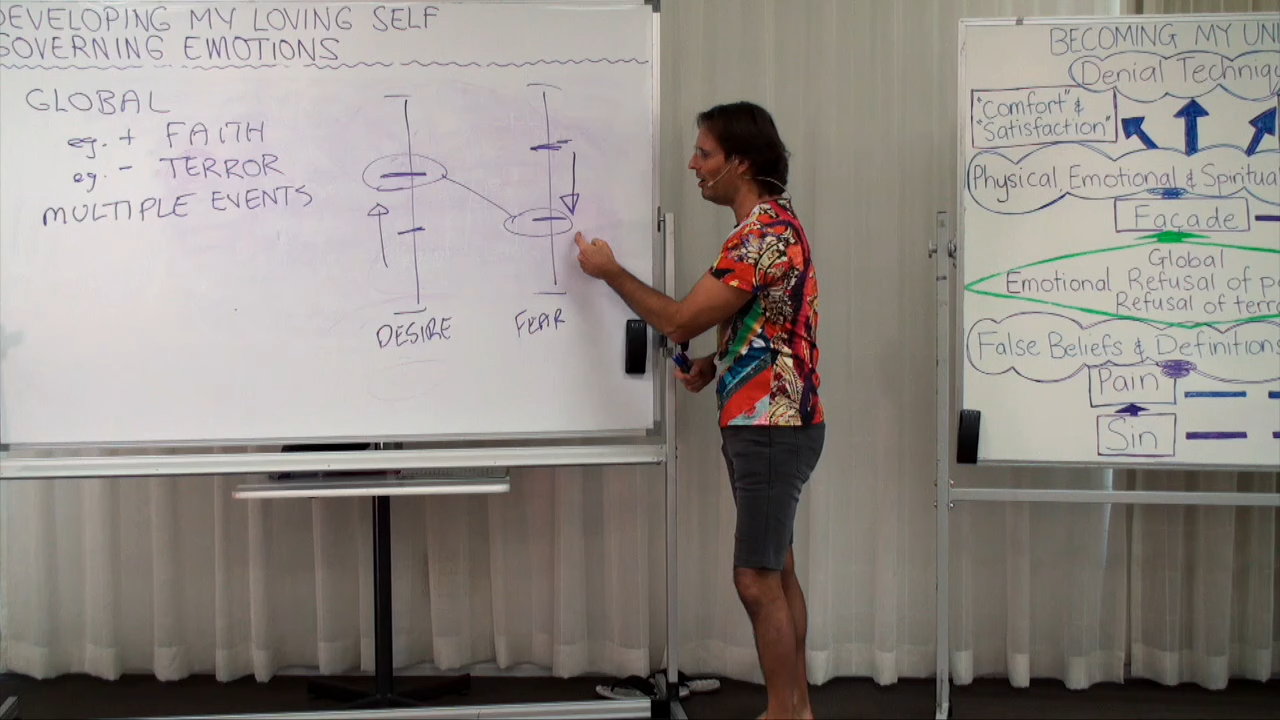 DEVELOPING MY LOVING SELF
GOVERNING EMOTIONS
GLOBAL
eg. + FAITH
eg. - TERROR
MULTIPLE EVENTS
DESIRE
FEAR
BECOMING MY
Denial
"Comfort" &
"Satisfaction"
Physical, Emotional &
Façade
Global
Emotional Refusal of
Refusal of
False Beliefs & Definitions
Pain
Sin